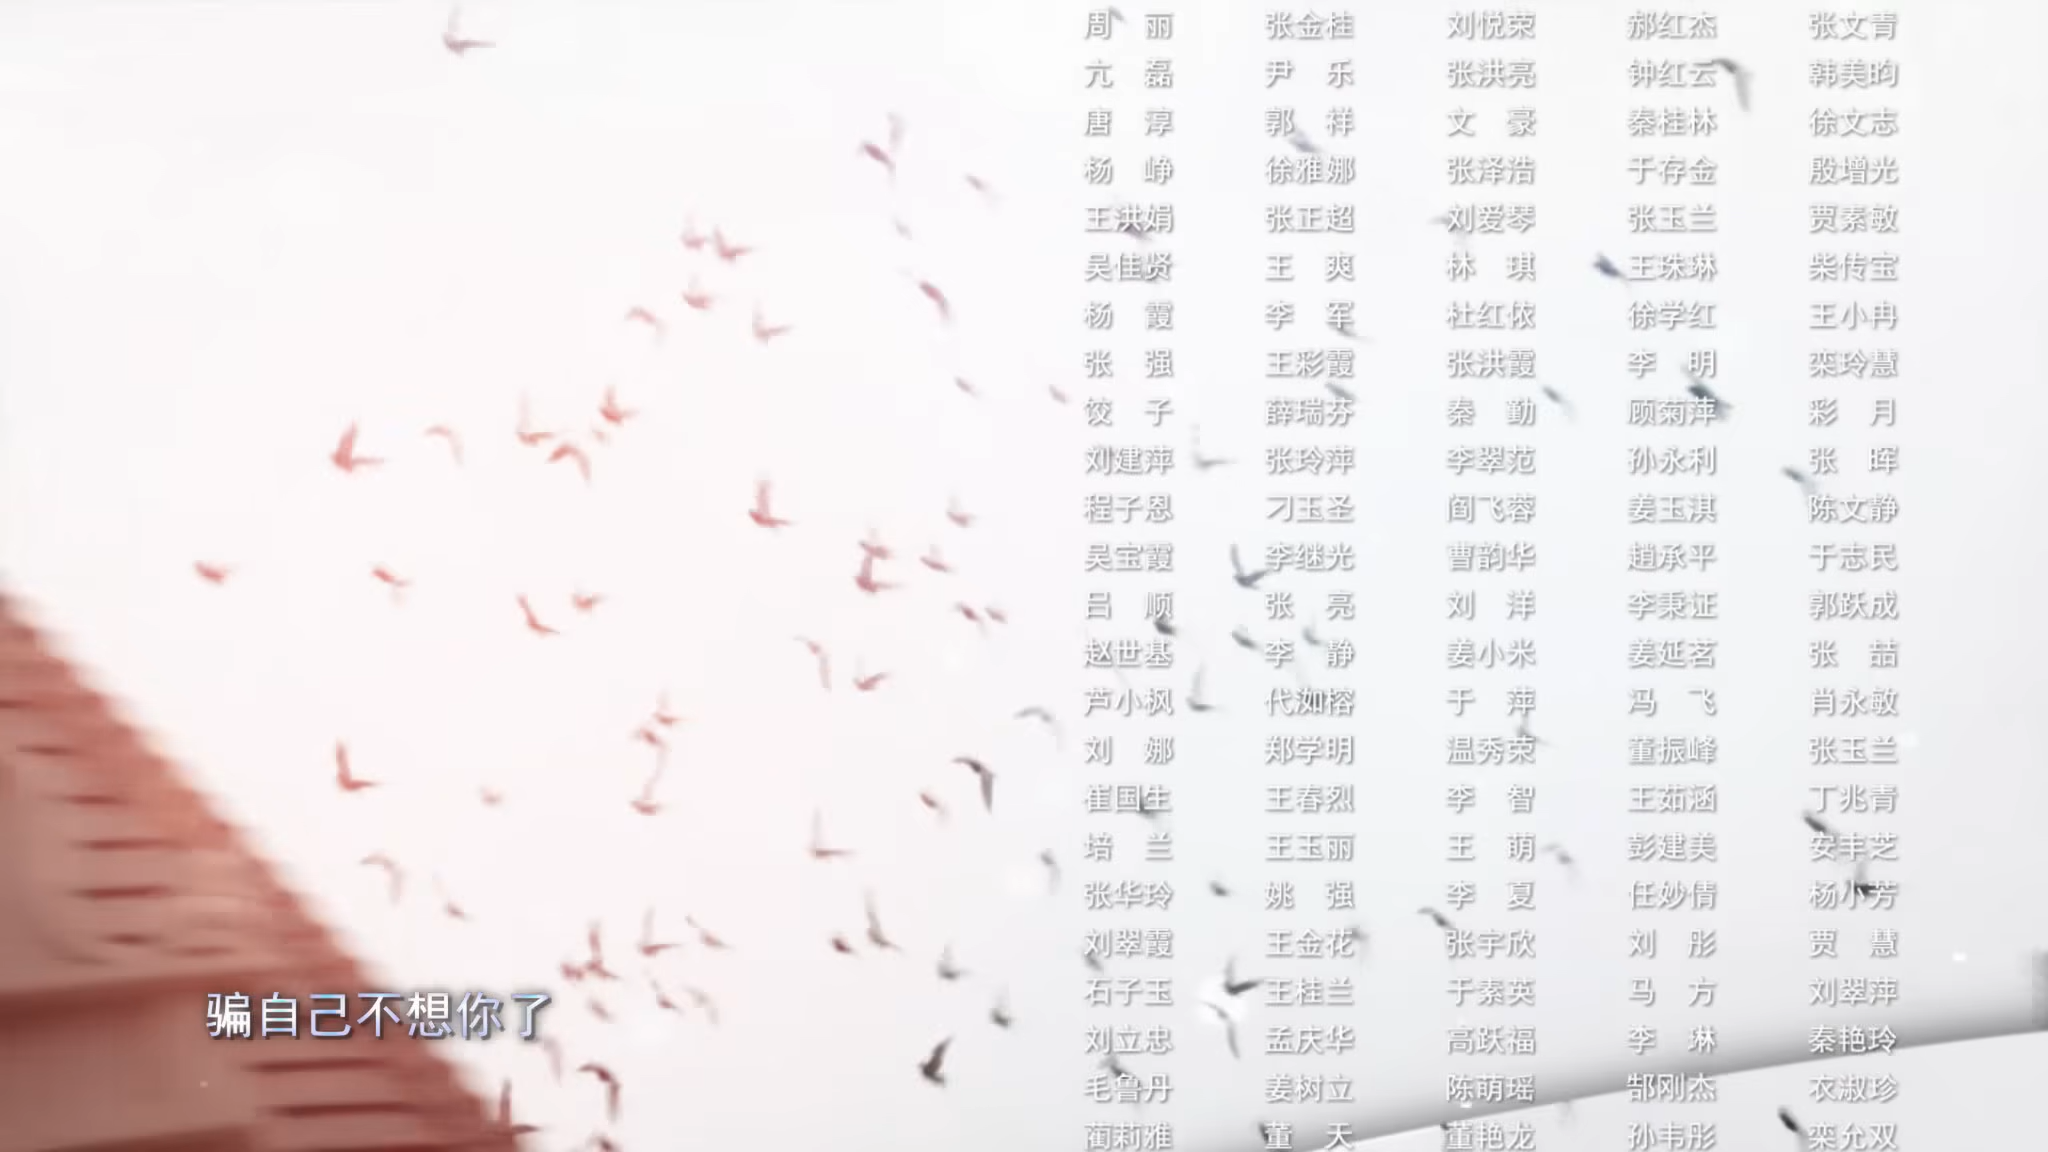 周 丽 张金桂 刘悦荣 郝红杰 张文青
亢 磊 尹 乐 张洪亮 钟红云 韩美昀
唐 淳 郭 祥 文 豪 秦桂林 徐文志
杨 峥 徐雅娜 张泽浩 于存金 殷增光
王洪娟 张正超 刘爱琴 张玉兰 贾素敏
吴佳贤 王 爽 林 琪 王珠琳 柴传宝
杨 霞 李 军 杜红侬 徐学红 王小冉
张 强 王彩霞 张洪霞 李 明 栾玲慧
饺 子 薛瑞芬 秦 勤 顾菊萍 彩 月
刘建萍 张玲萍 李翠范 孙永利 张 晖
程子恩 刁玉圣 阎飞蓉 姜玉淇 陈文静
吴宝霞 李继光 曹韵华 趙承平 于志民
吕 顺 张 亮 刘 洋 李秉证 郭跃成
赵世基 李 静 姜小米 姜延茗 张 喆
芦小枫 代洳榕 于 萍 冯 飞 肖永敏
刘 娜 郑学明 温秀荣 董振峰 张玉兰
崔国生 王春烈 李 智 王茹涵 丁兆青
培 兰 王玉丽 王 萌 彭建美 安丰芝
张华玲 姚 强 李 夏 任妙倩 杨小芳
刘翠霞 王金花 张宇欣 刘 彤 贾 慧
石子玉 王桂兰 于素英 马 方 刘翠萍
骗自己不想你了
刘立忠 孟庆华 高跃福 李 琳 秦艳玲
毛鲁丹 姜树立 陈萌瑶 郜刚杰 衣淑珍
蔺莉雅 董 天 董艳龙 孙韦彤 栾允双